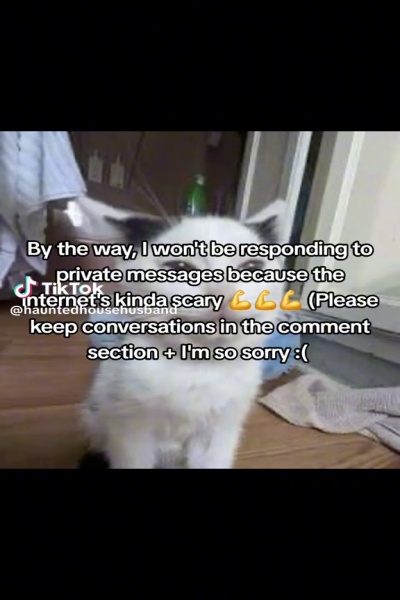 By the way, I won't be responding to
private messages because the
internet's kinda scary 💪💪💪 (Please
keep conversations in the comment
section + I'm so sorry :(
TikTok
@hauntedhousehusband